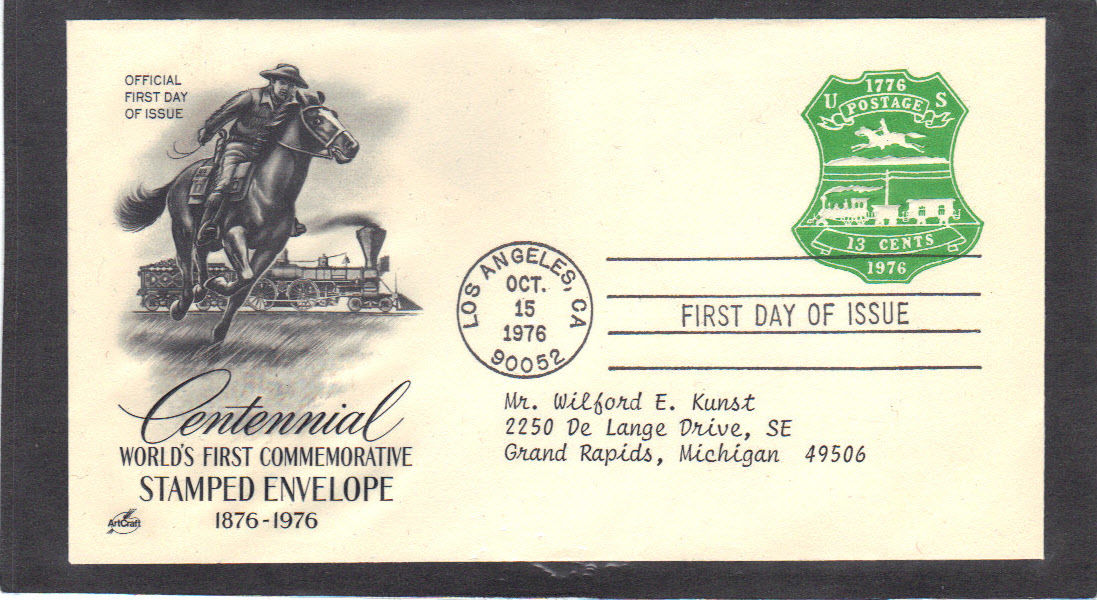 OFFICIAL
FIRST DAY
OF ISSUE
1776
U POSTAGE S
13 CENTS
1976
LOS ANGELES, CA
OCT.
15
1976
90052
FIRST DAY OF ISSUE
Mr. Wilford E. Kunst
2250 De Lange Drive, SE
Grand Rapids, Michigan 49506
Centennial
WORLD'S FIRST COMMEMORATIVE
STAMPED ENVELOPE
1876-1976
ArtCraft